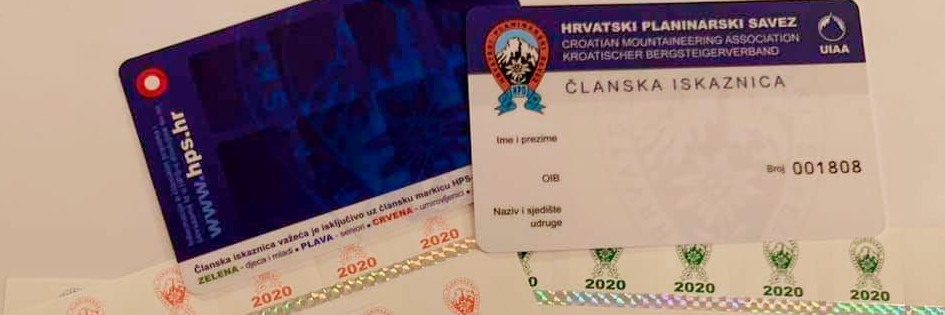 HRVATSKI PLANINARSKI SAVEZ
CROATIAN MOUNTAINEERING ASSOCIATION
KROATISCHER BERGSTEIGERVERBAND
UIAA
HPS
ČLANSKA ISKAZNICA
Ime i prezime
OIB
Broj 001808
Naziv i sjedište
udruge
www.hps.hr
Članska iskaznica važeća je isključivo uz člansku markicu HPS-
ZELENA - djeca i mladi • PLAVA - seniori • CRVENA - umirovljenici •
2020
2020
2020
0
2020
2020
2020
2020